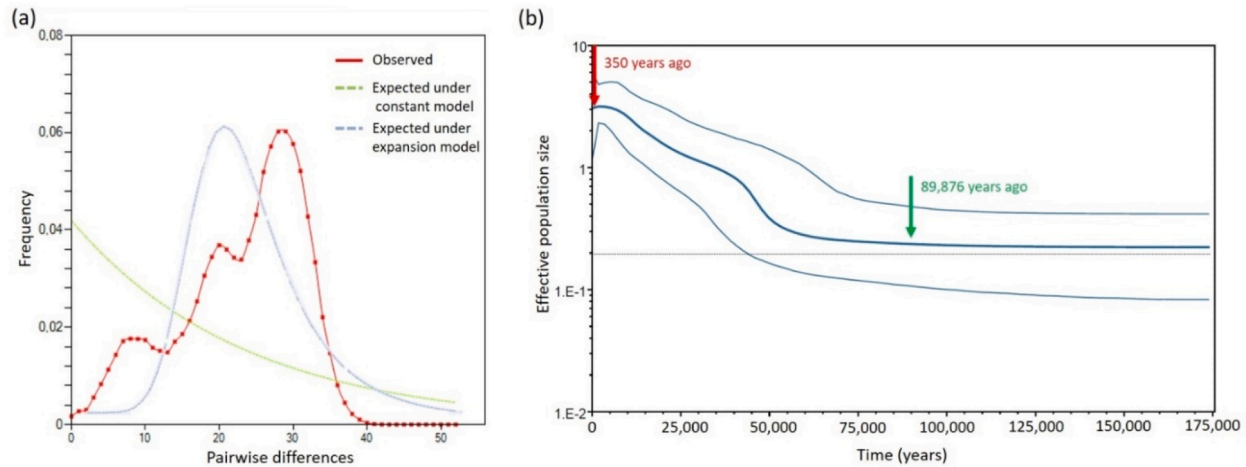 (a)
0,08
0,06
0,04
0,02
0
Frequency
0
10
20
30
40
50
Pairwise differences
Observed
Expected under
constant model
Expected under
expansion model
(b)
10
1
1.E-1
1.E-2
Effective population size
350 years ago
89,876 years ago
0
25,000
50,000
75,000
100,000
125,000
150,000
175,000
Time (years)